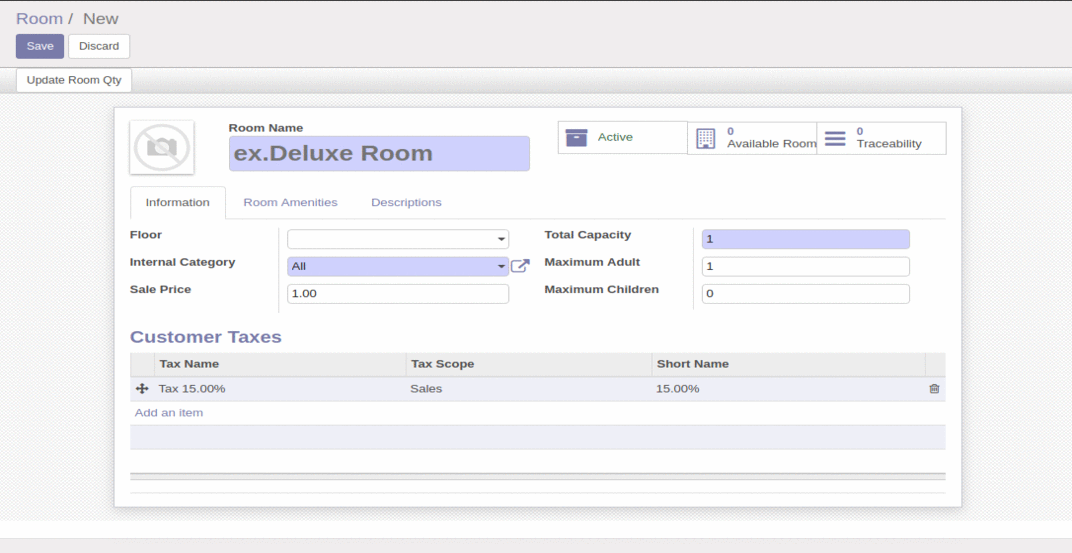 Room / New
Save Discard
Update Room Qty
Room Name
ex.Deluxe Room
Active
0
Available Room
0
Traceability
Information Room Amenities Descriptions
Floor
Total Capacity 1
Internal Category All
Maximum Adult 1
Sale Price 1.00
Maximum Children 0
Customer Taxes
Tax Name Tax Scope Short Name
Tax 15.00% Sales 15.00%
Add an item